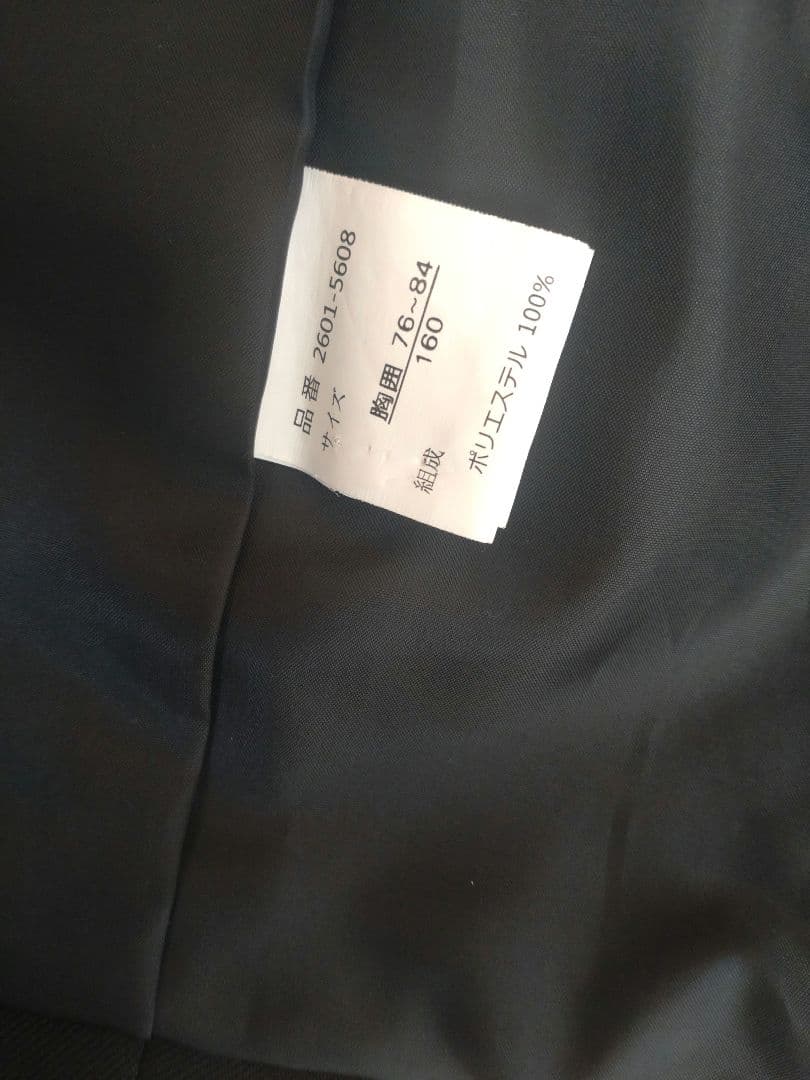 品番 2601-5608
サイズ
胸囲 76~84
160
組成
ポリエステル 100%